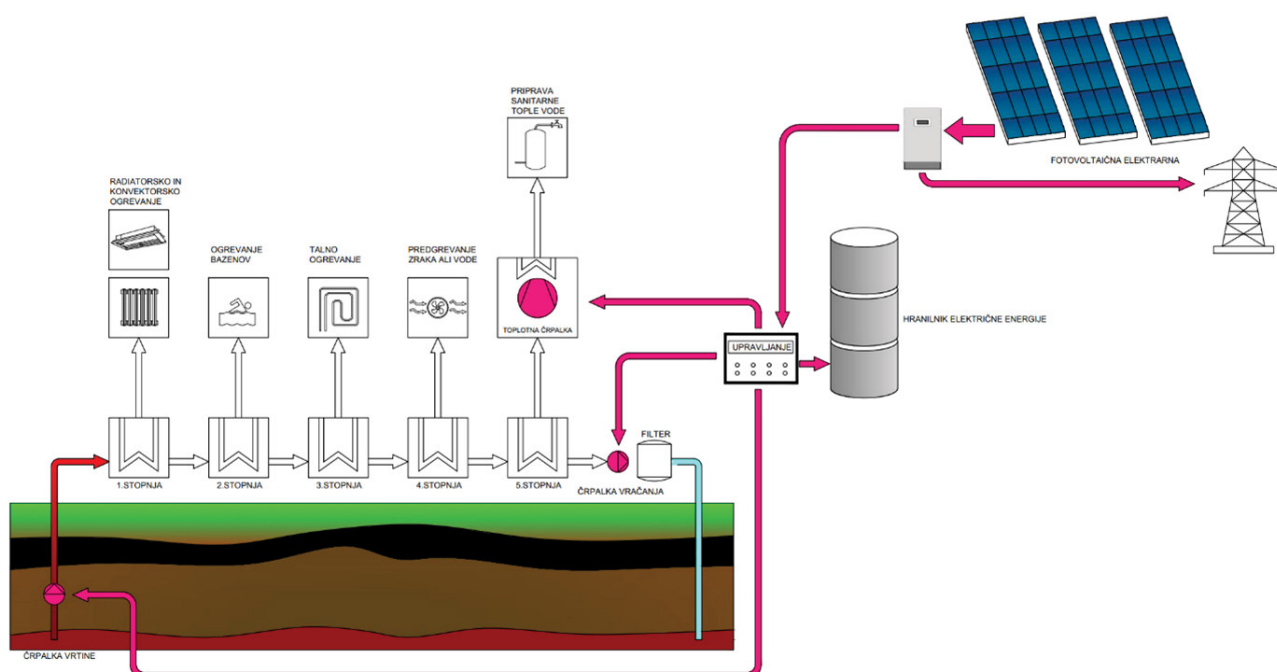 PRIPRAVA
SANITARNE
TOPLE VODE
FOTOVOLTAIČNA ELEKTRARNA
RADIATORSKO IN
KONVEKTORSKO
OGREVANJE
OGREVANJE
BAZENOV
TALNO
OGREVANJE
PREDGREVANJE
ZRAKA ALI VODE
TOPLOTNA ČRPALKA
HRANILNIK ELEKTRIČNE ENERGIJE
UPRAVLJANJE
FILTER
1.STOPNJA
2.STOPNJA
3.STOPNJA
4.STOPNJA
5.STOPNJA
ČRPALKA VRAČANJA
ČRPALKA VRTINE